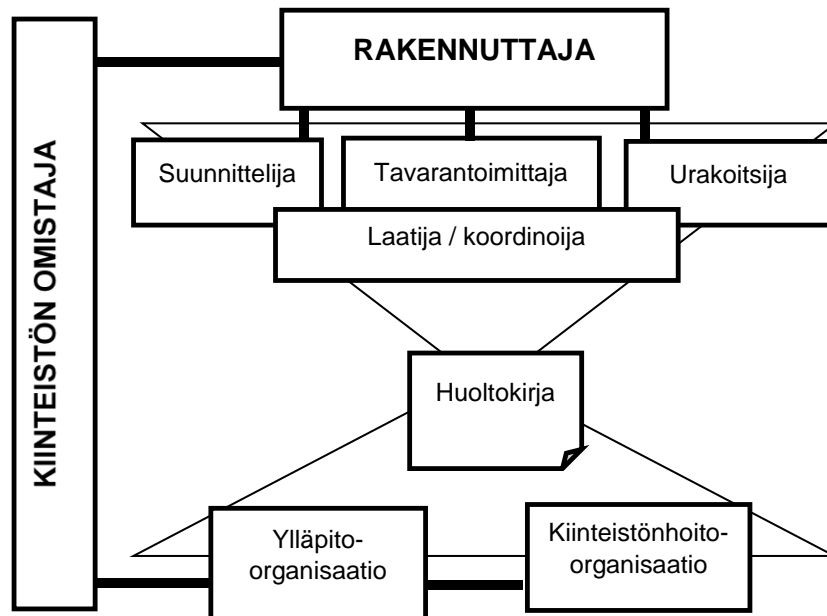 KIINTEISTÖN OMISTAJA
RAKENNUTTAJA
Suunnittelija
Tavarantoimittaja
Urakoitsija
Laatija / koordinoija
Huoltokirja
Ylläpito-
organisaatio
Kiinteistönhoito-
organisaatio